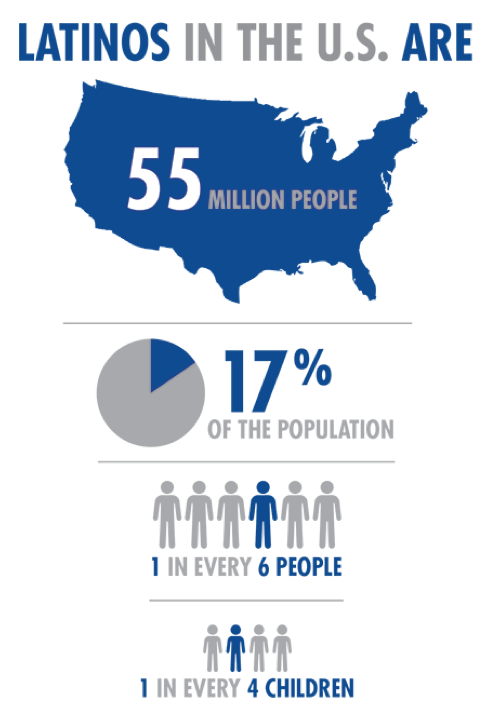 LATINOS IN THE U.S. ARE
55 MILLION PEOPLE
17%
OF THE POPULATION
1 IN EVERY 6 PEOPLE
1 IN EVERY 4 CHILDREN